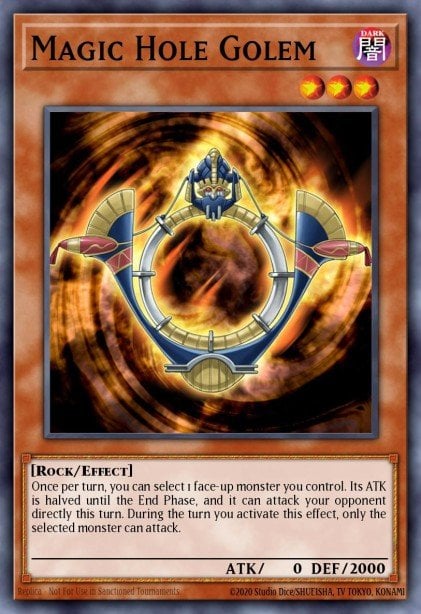 MAGIC HOLE GOLEM
DARK
闇
[ROCK/EFFECT]
Once per turn, you can select 1 face-up monster you control. Its ATK
is halved until the End Phase, and it can attack your opponent
directly this turn. During the turn you activate this effect, only the
selected monster can attack.
ATK/ 0 DEF/2000
Replica - Not For Use in Sanctioned Tournaments ©2020 Studio Dice/SHUEISHA, TV TOKYO, KONAMI